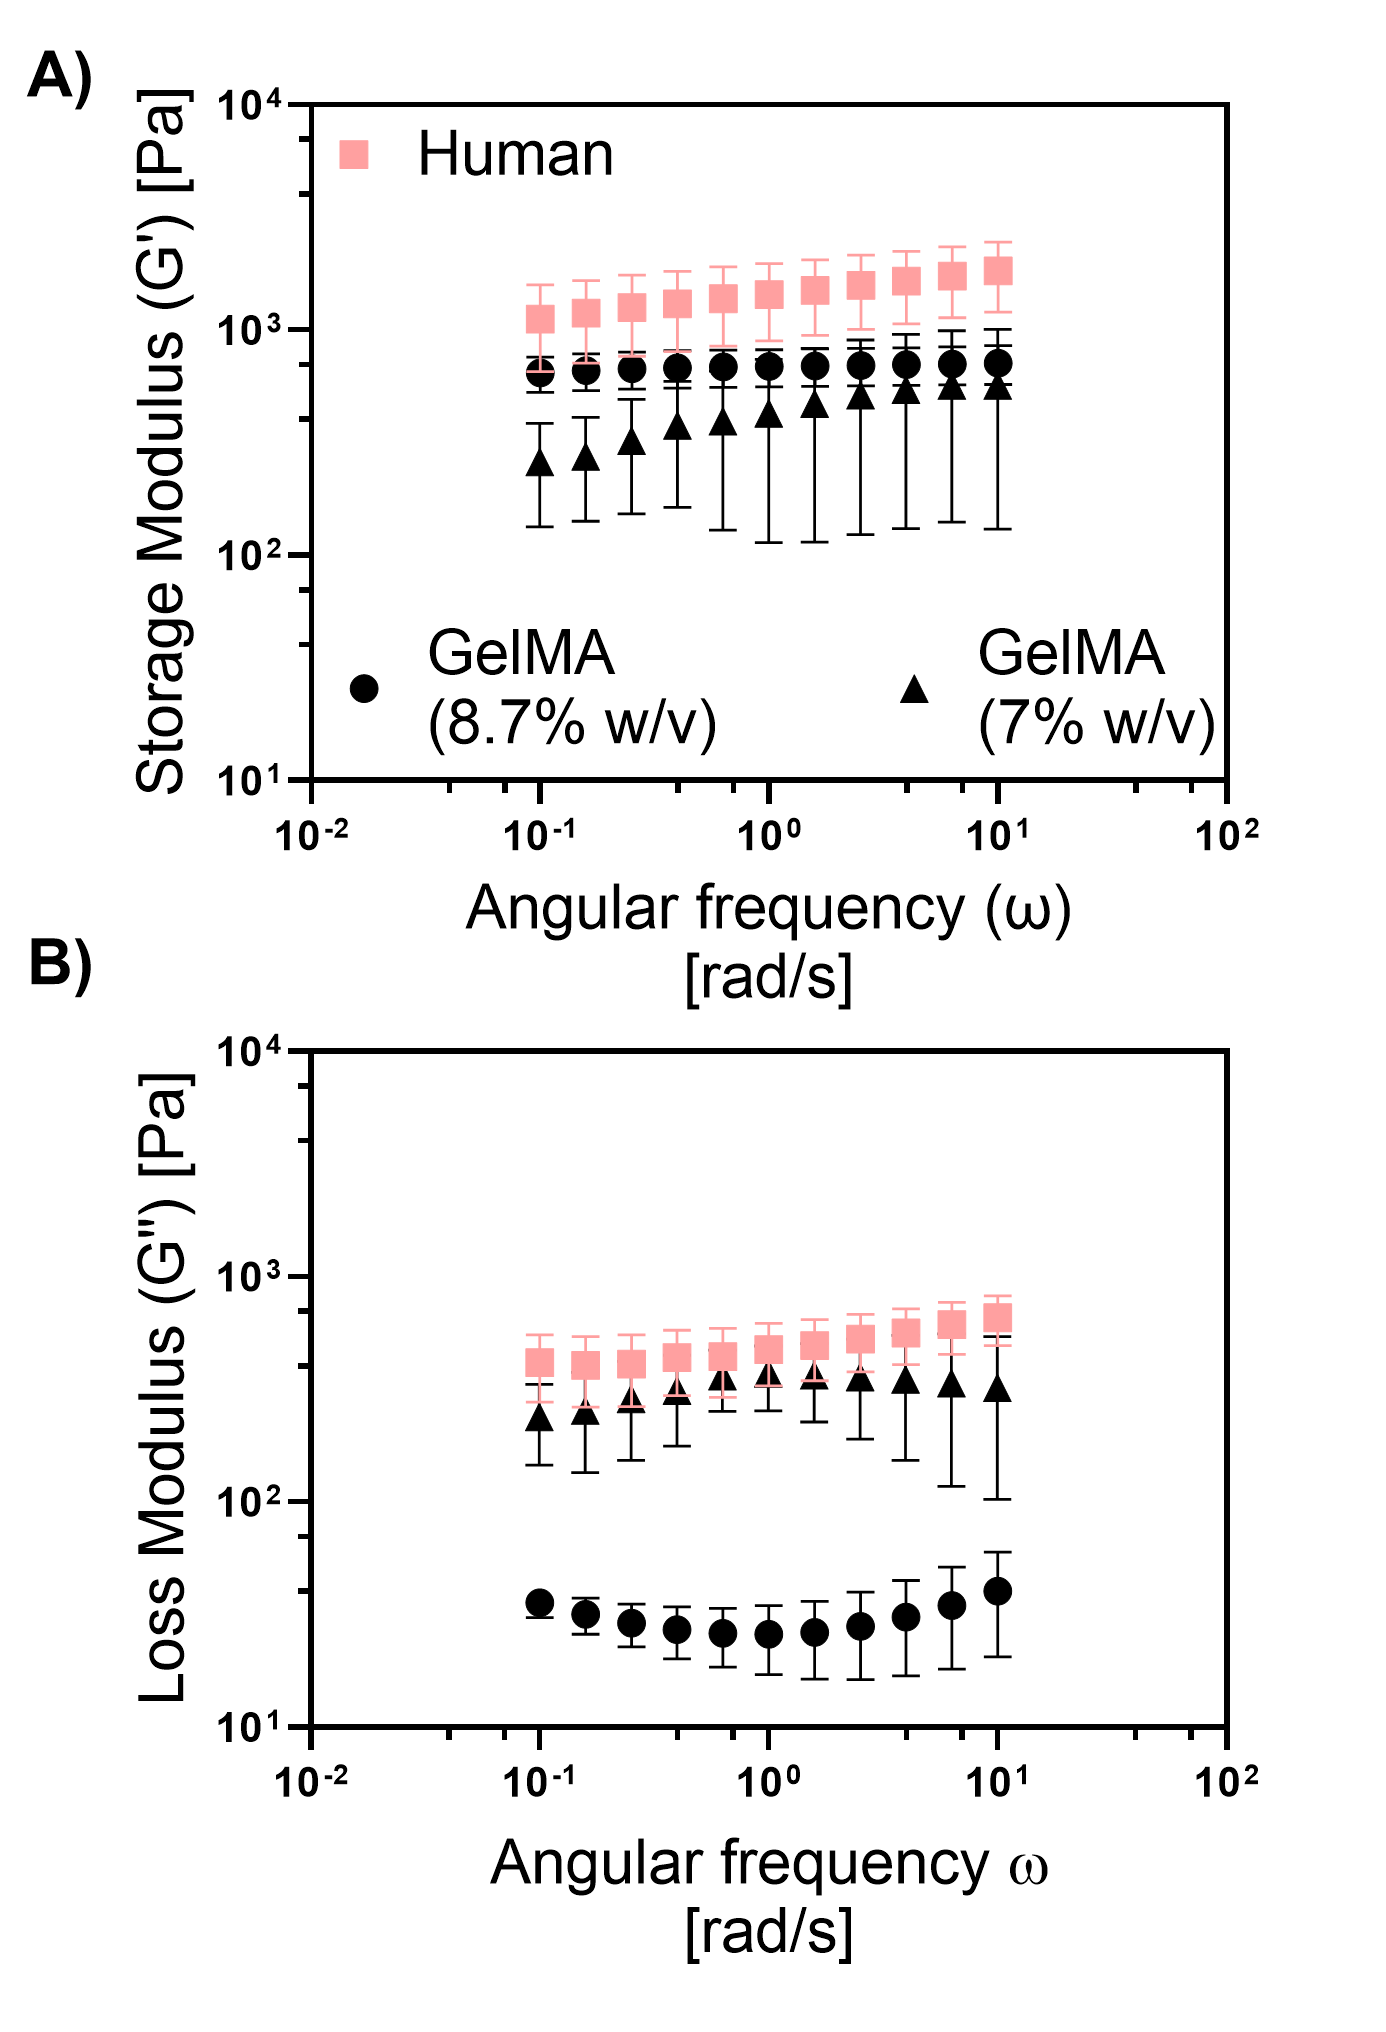 A)
Storage Modulus (G') [Pa]
10⁴
10³
10²
10¹
Human
GelMA
(8.7% w/v)
GelMA
(7% w/v)
10⁻² 10⁻¹ 10⁰ 10¹ 10²
Angular frequency (ω)
[rad/s]
B)
Loss Modulus (G") [Pa]
10⁴
10³
10²
10¹
10⁻² 10⁻¹ 10⁰ 10¹ 10²
Angular frequency ω
[rad/s]